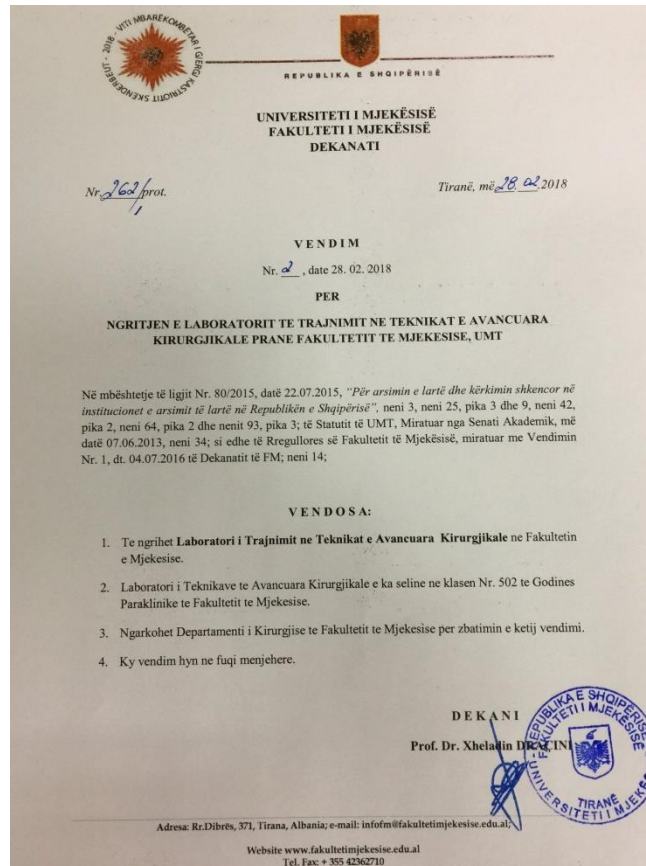 2018 - VITI MBARËKOMBËTAR I GJERGJ KASTRIOTIT SKENDERBEUT
REPUBLIKA E SHQIPËRISË
UNIVERSITETI I MJEKËSISË
FAKULTETI I MJEKËSISË
DEKANATI
Nr. 262/1 prot.
Tiranë, më 28.02.2018
VENDIM
Nr. 2, date 28. 02. 2018
PER
NGRITJEN E LABORATORIT TE TRAJNIMIT NE TEKNIKAT E AVANCUARA
KIRURGJIKALE PRANE FAKULTETIT TE MJEKESISE, UMT
Në mbështetje të ligjit Nr. 80/2015, datë 22.07.2015, “Për arsimin e lartë dhe kërkimin shkencor në
institucionet e arsimit të lartë në Republikën e Shqipërisë”, neni 3, neni 25, pika 3 dhe 9, neni 42,
pika 2, neni 64, pika 2 dhe nenit 93, pika 3; të Statutit të UMT, Miratuar nga Senati Akademik, më
datë 07.06.2013, neni 34; si edhe të Rregullores së Fakultetit të Mjekësisë, miratuar me Vendimin
Nr. 1, dt. 04.07.2016 të Dekanatit të FM; neni 14;
VENDOSA:
1. Te ngrihet Laboratori i Trajnimit ne Teknikat e Avancuara Kirurgjikale ne Fakultetin
e Mjekesise.
2. Laboratori i Teknikave te Avancuara Kirurgjikale e ka seline ne klasen Nr. 502 te Godines
Paraklinike te Fakultetit te Mjekesise.
3. Ngarkohet Departamenti i Kirurgjise te Fakultetit te Mjekesise per zbatimin e ketij vendimi.
4. Ky vendim hyn ne fuqi menjehere.
DEKANI
Prof. Dr. Xheladin DRAÇINI
REPUBLIKA E SHQIPËRISË
FAKULTETI I MJEKËSISË
UNIVERSITETI I MJEKËSISË
TIRANË
Adresa: Rr.Dibrës, 371, Tirana, Albania; e-mail: infofm@fakultetimjekesise.edu.al;
Website www.fakultetimjekesise.edu.al
Tel. Fax: + 355 42362710